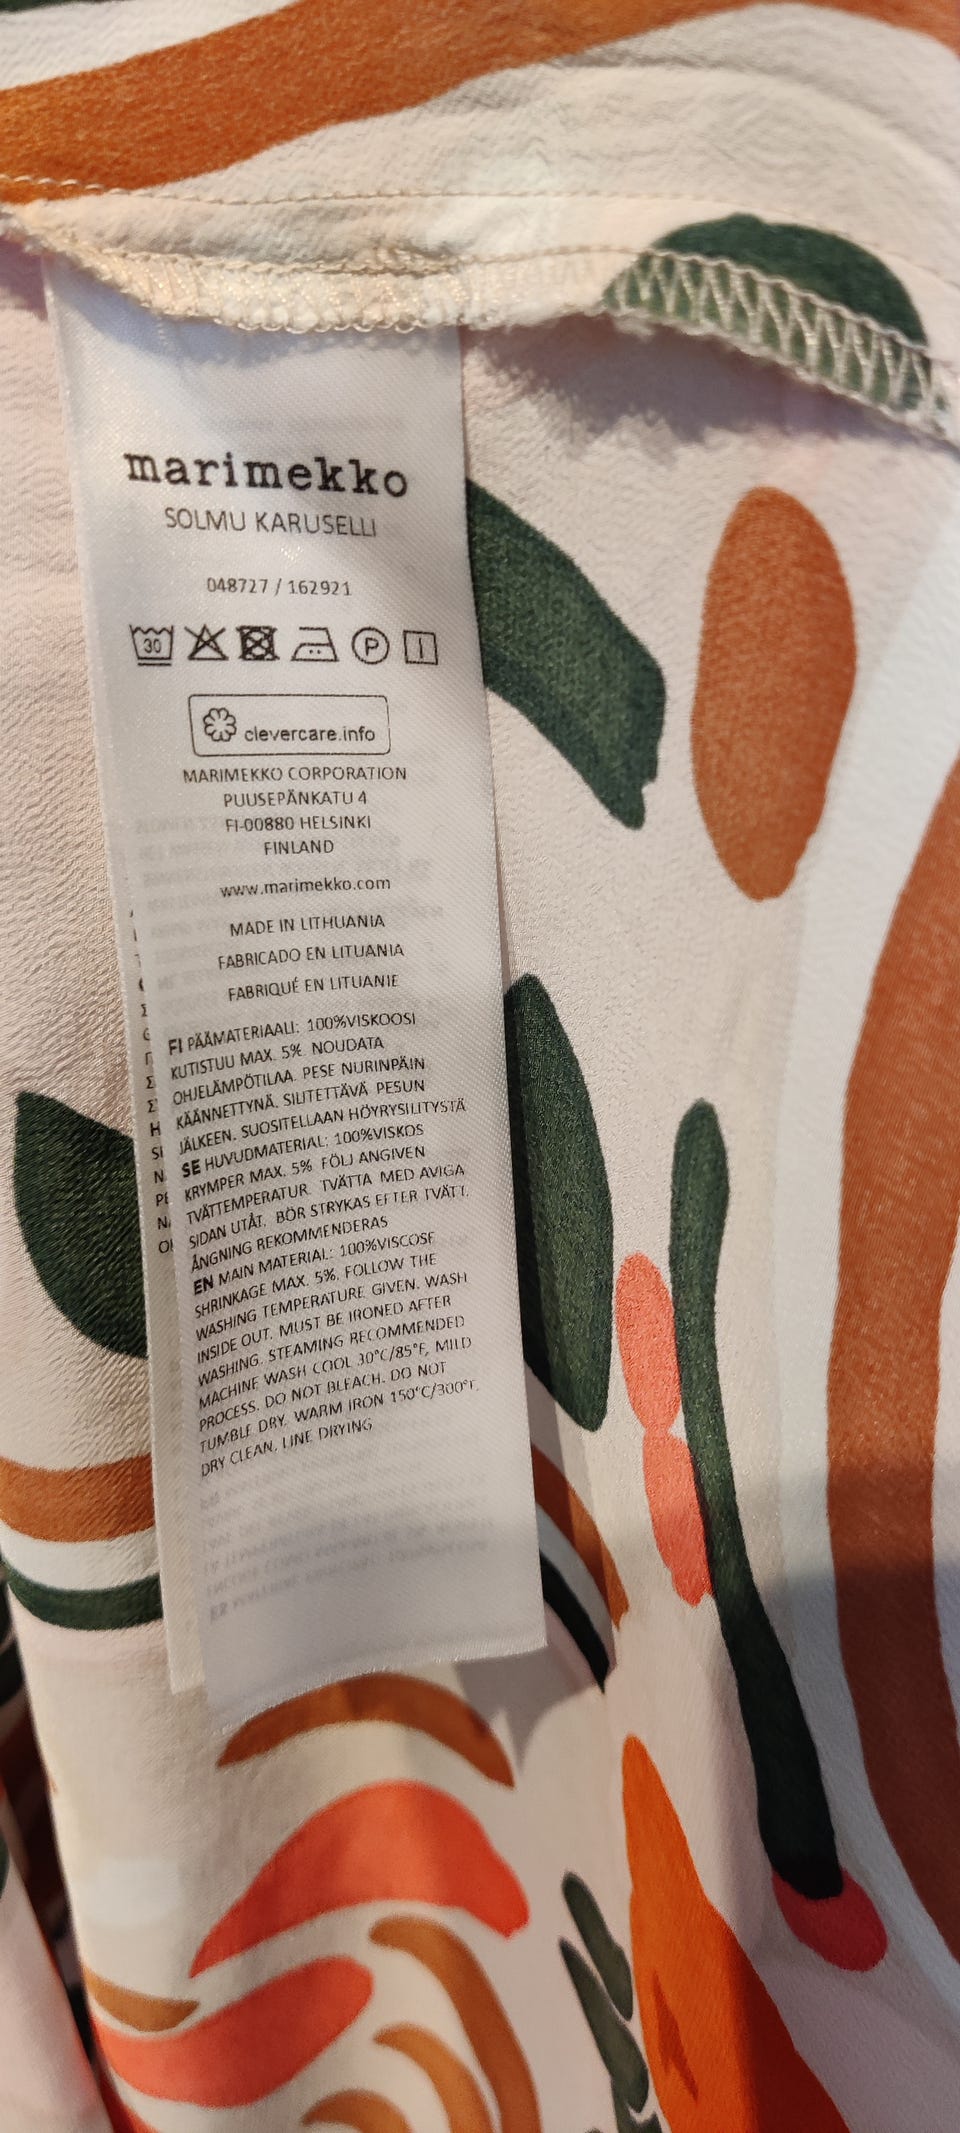 marimekko
SOLMU KARUSELLI
048727 / 162921
30 P
clevercare.info
MARIMEKKO CORPORATION
PUUSEPÄNKATU 4
FI-00880 HELSINKI
FINLAND
www.marimekko.com
MADE IN LITHUANIA
FABRICADO EN LITUANIA
FABRIQUÉ EN LITUANIE
FI PÄÄMATERIAALI: 100%VISKOOSI
KUTISTUU MAX. 5%. NOUDATA
OHJELÄMPÖTILAA. PESE NURINPÄIN
KÄÄNNETTYNÄ. SILITETTÄVÄ PESUN
JÄLKEEN. SUOSITELLAAN HÖYRYSILITYSTÄ
SE HUVUDMATERIAL: 100%VISKOS
KRYMPER MAX. 5% FÖLJ ANGIVEN
TVÄTTEMPERATUR. TVÄTTA MED AVIGA
SIDAN UTÅT. BÖR STRYKAS EFTER TVÄTT.
ÅNGNING REKOMMENDERAS
EN MAIN MATERIAL: 100%VISCOSE
SHRINKAGE MAX. 5%. FOLLOW THE
WASHING TEMPERATURE GIVEN. WASH
INSIDE OUT. MUST BE IRONED AFTER
WASHING. STEAMING RECOMMENDED
MACHINE WASH COOL 30°C/85°F, MILD
PROCESS. DO NOT BLEACH. DO NOT
TUMBLE DRY. WARM IRON 150°C/300°F.
DRY CLEAN, LINE DRYING